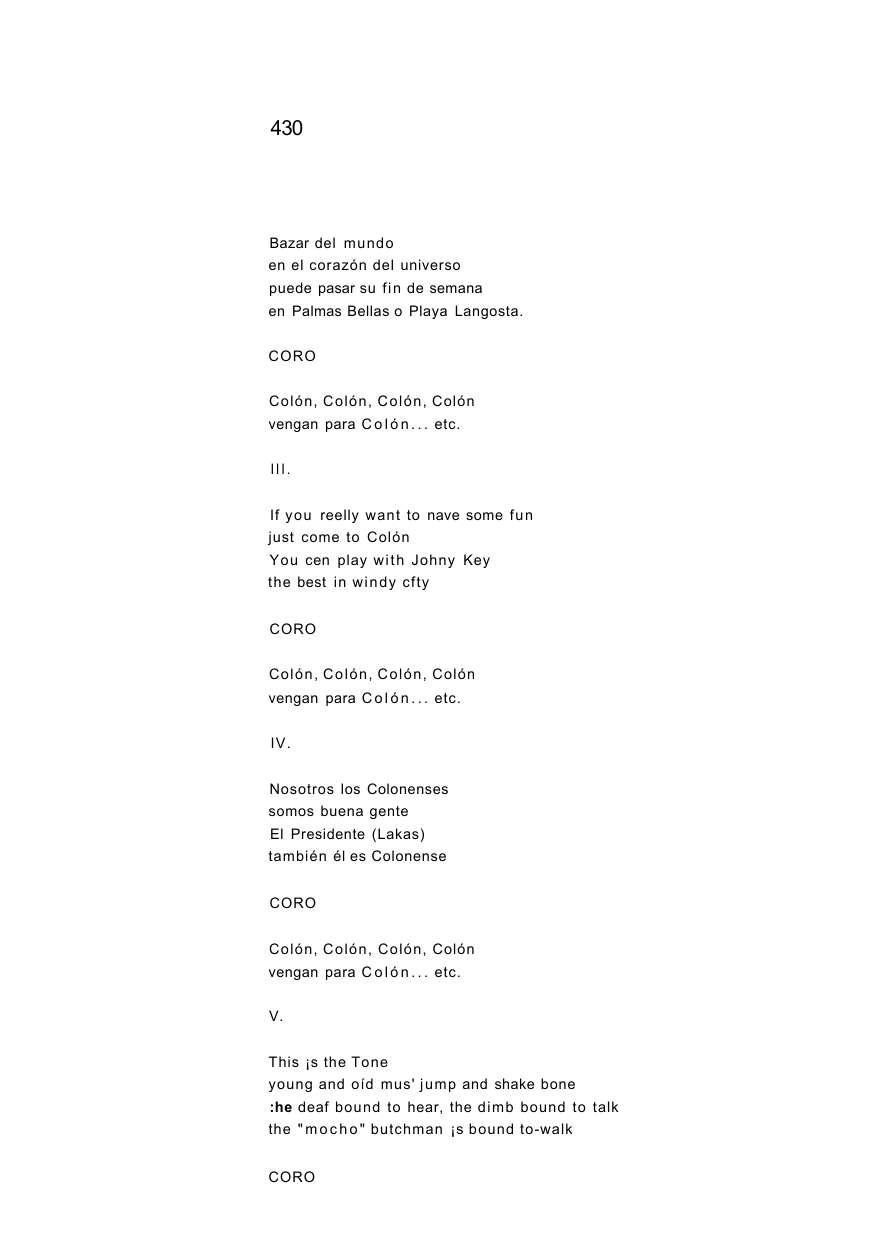 430
Bazar del mundo
en el corazón del universo
puede pasar su fin de semana
en Palmas Bellas o Playa Langosta.
CORO
Colón, Colón, Colón, Colón
vengan para Colón... etc.
III.
If you reelly want to nave some fun
just come to Colón
You cen play with Johny Key
the best in windy cfty
CORO
Colón, Colón, Colón, Colón
vengan para Colón... etc.
IV.
Nosotros los Colonenses
somos buena gente
El Presidente (Lakas)
también él es Colonense
CORO
Colón, Colón, Colón, Colón
vengan para Colón... etc.
V.
This ¡s the Tone
young and oíd mus' jump and shake bone
:he deaf bound to hear, the dimb bound to talk
the "mocho" butchman ¡s bound to-walk
CORO